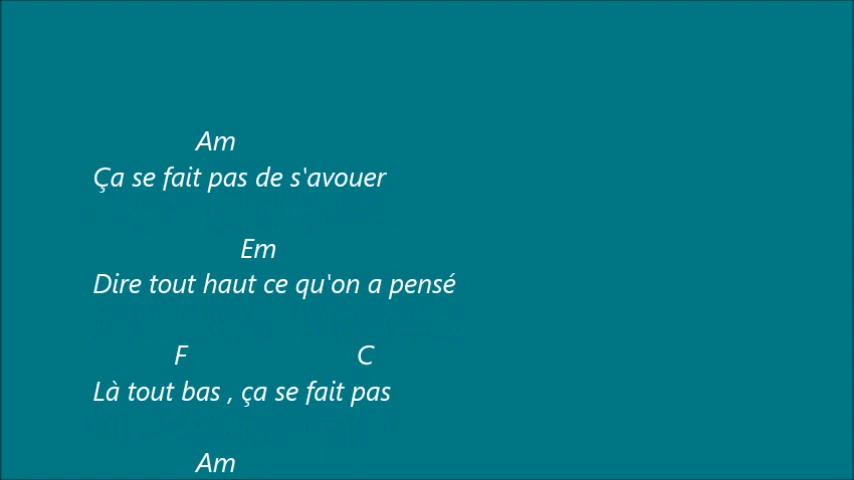 Am
Ça se fait pas de s'avouer
Em
Dire tout haut ce qu'on a pensé
F C
Là tout bas , ça se fait pas
Am